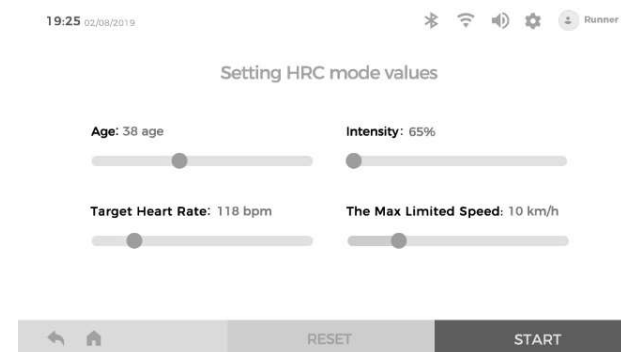 19:25 02/08/2019 Runner
Setting HRC mode values
Age: 38 age Intensity: 65%
Target Heart Rate: 118 bpm The Max Limited Speed: 10 km/h
RESET START